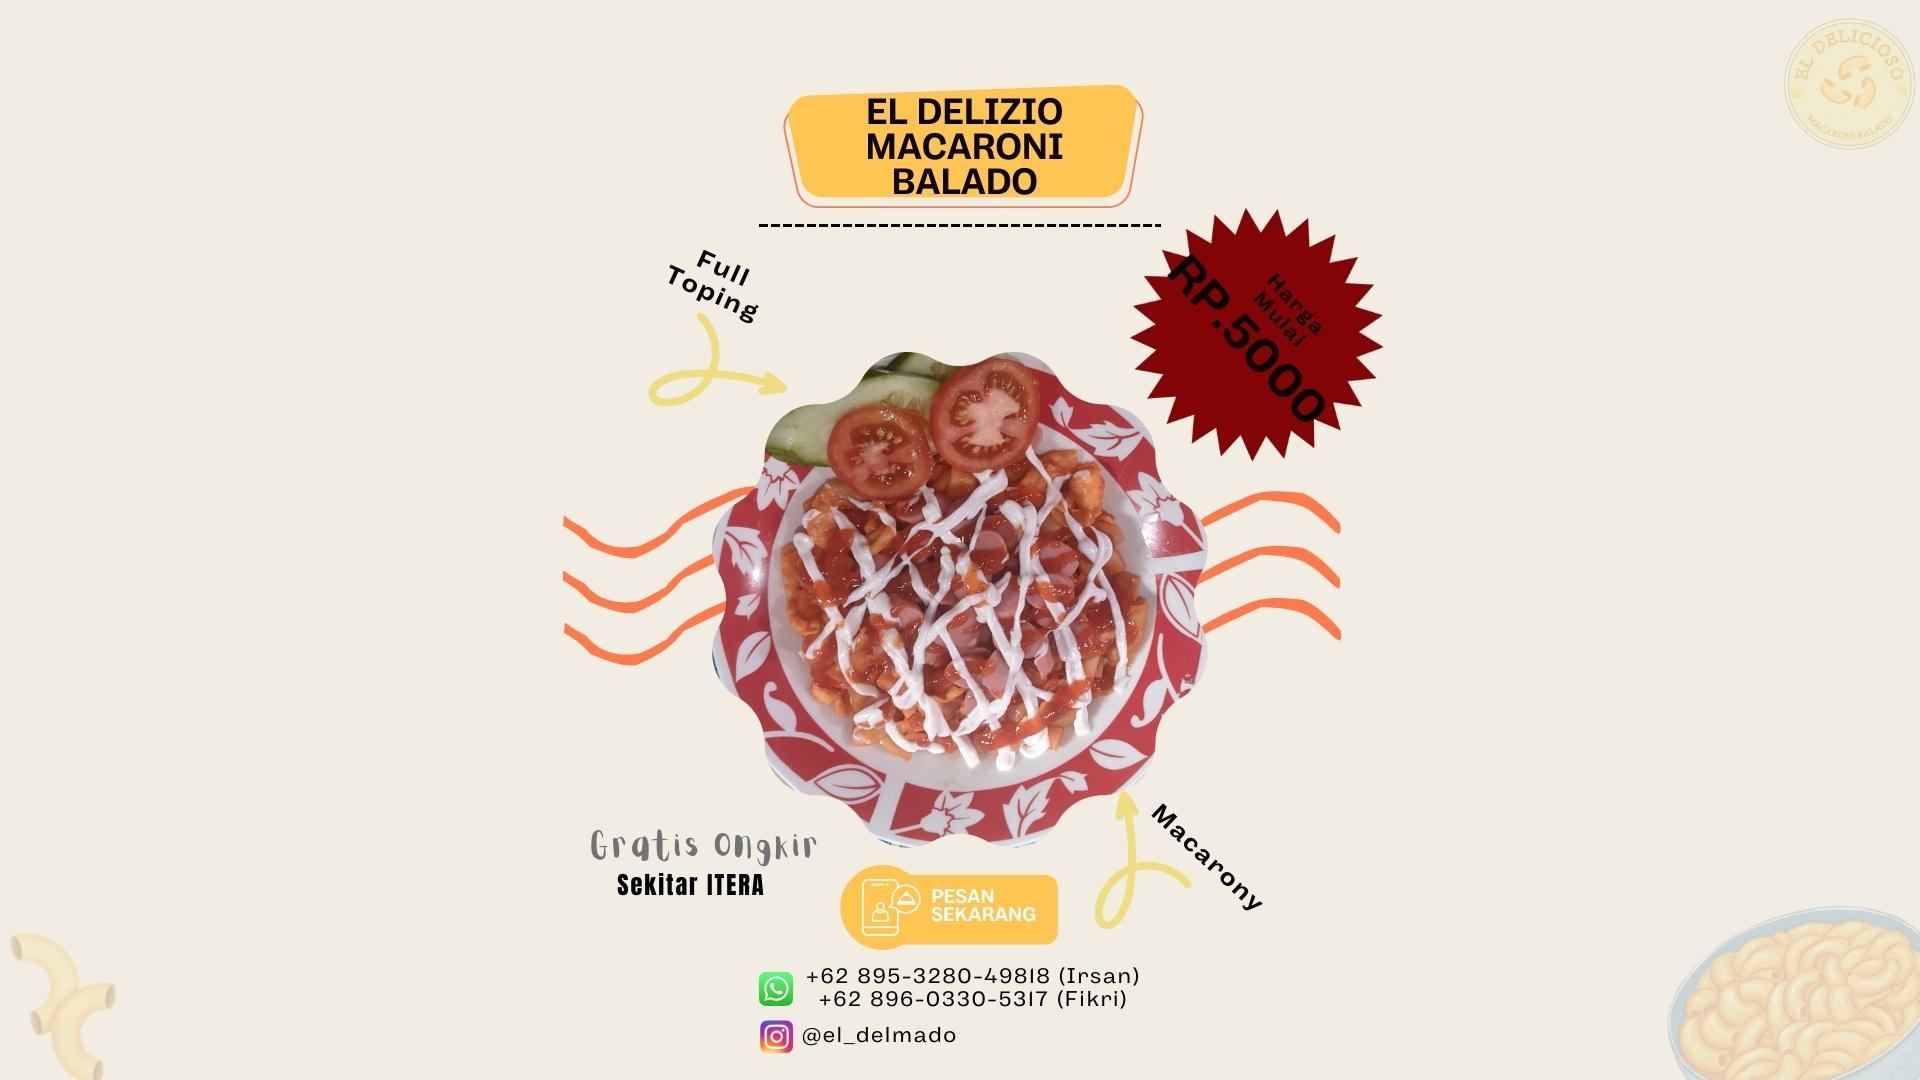 EL DELICIOSO
MACARONI BALADO
EL DELIZIO
MACARONI
BALADO
Full
Toping
Harga
Mulai
RP.5000
Macarony
Gratis Ongkir
Sekitar ITERA
PESAN
SEKARANG
+62 895-3280-49818 (Irsan)
+62 896-0330-5317 (Fikri)
@el_delmado